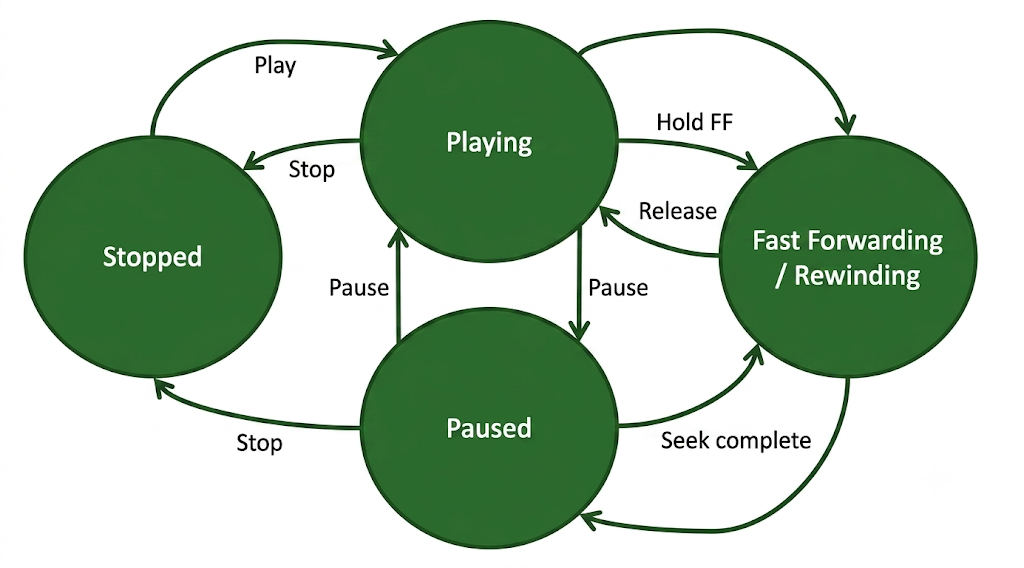 Play
Hold FF
Playing
Stop
Release
Fast Forwarding
/ Rewinding
Stopped
Pause
Pause
Paused
Seek complete
Stop